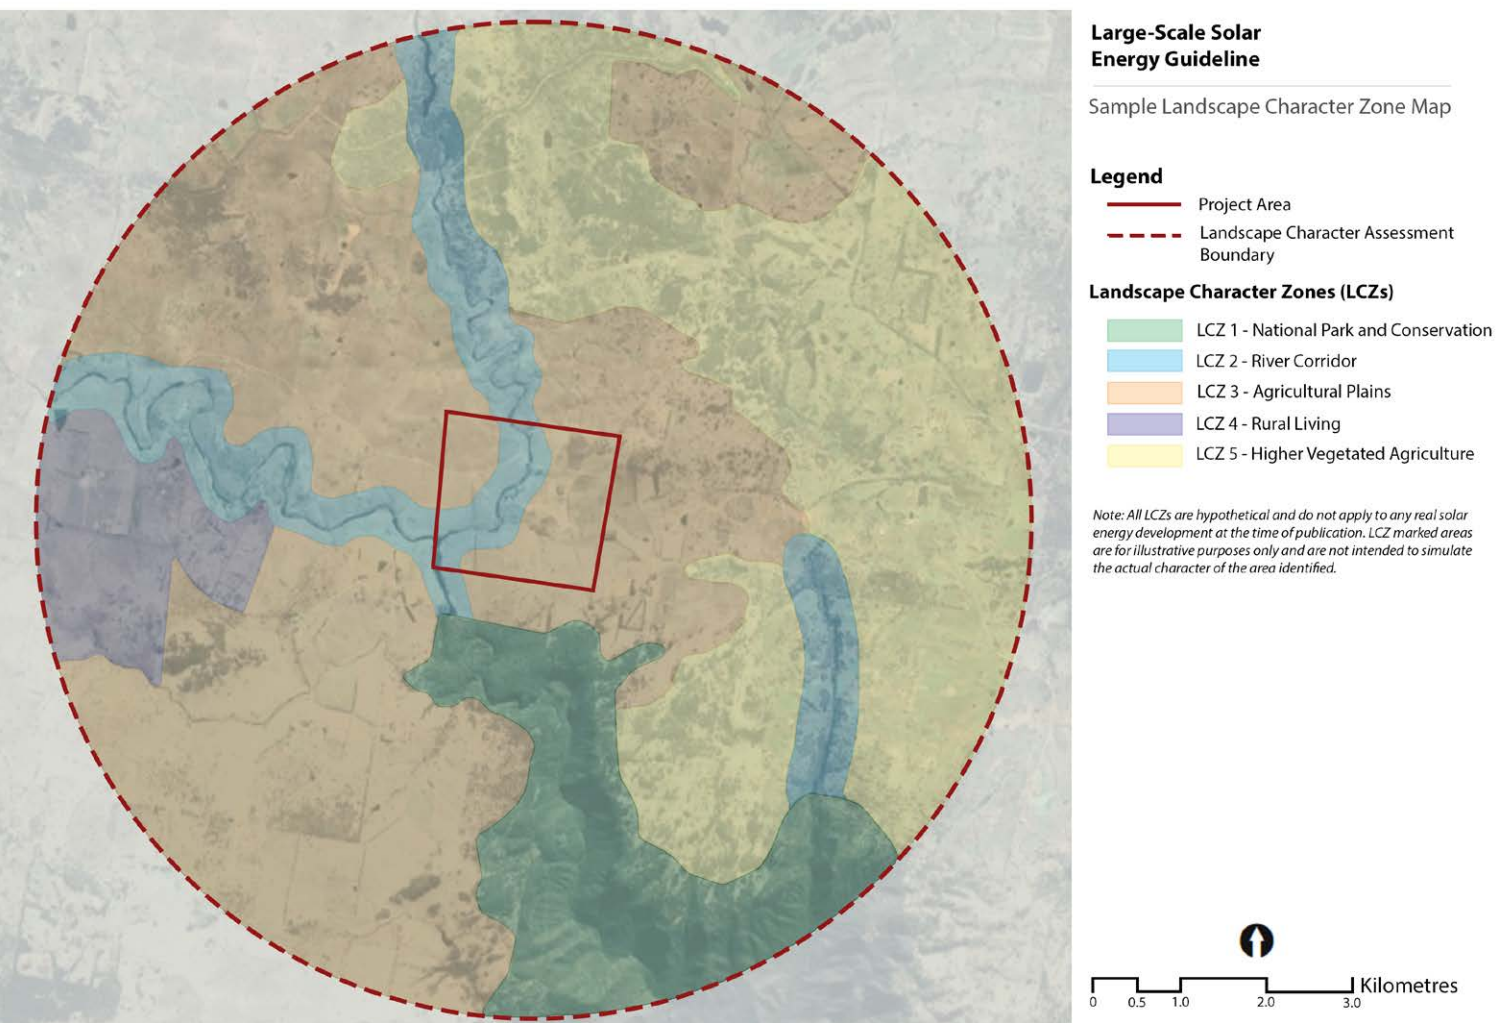 Large-Scale Solar
Energy Guideline
Sample Landscape Character Zone Map
Legend
Project Area
Landscape Character Assessment
Boundary
Landscape Character Zones (LCZs)
LCZ 1 - National Park and Conservation
LCZ 2 - River Corridor
LCZ 3 - Agricultural Plains
LCZ 4 - Rural Living
LCZ 5 - Higher Vegetated Agriculture
Note: All LCZs are hypothetical and do not apply to any real solar
energy development at the time of publication. LCZ marked areas
are for illustrative purposes only and are not intended to simulate
the actual character of the area identified.
Kilometres
0 0.5 1.0 2.0 3.0